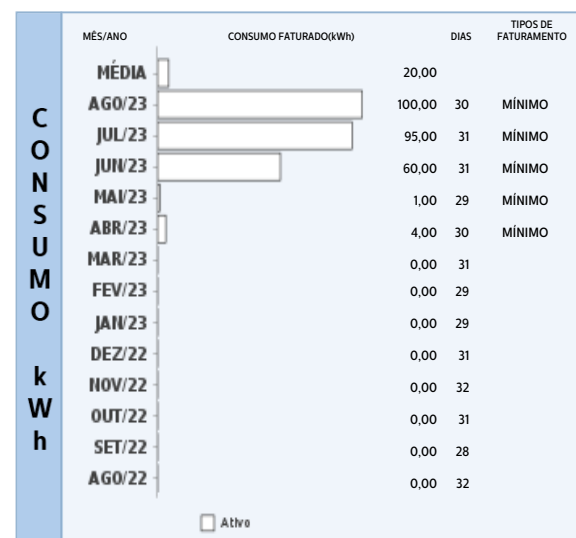 MÊS/ANO CONSUMO FATURADO(kWh) DIAS TIPOS DE FATURAMENTO
CONSUMO kWh
MÉDIA 20,00
AGO/23 100,00 30 MÍNIMO
JUL/23 95,00 31 MÍNIMO
JUN/23 60,00 31 MÍNIMO
MAI/23 1,00 29 MÍNIMO
ABR/23 4,00 30 MÍNIMO
MAR/23 0,00 31
FEV/23 0,00 29
JAN/23 0,00 29
DEZ/22 0,00 31
NOV/22 0,00 32
OUT/22 0,00 31
SET/22 0,00 28
AGO/22 0,00 32
Ativo